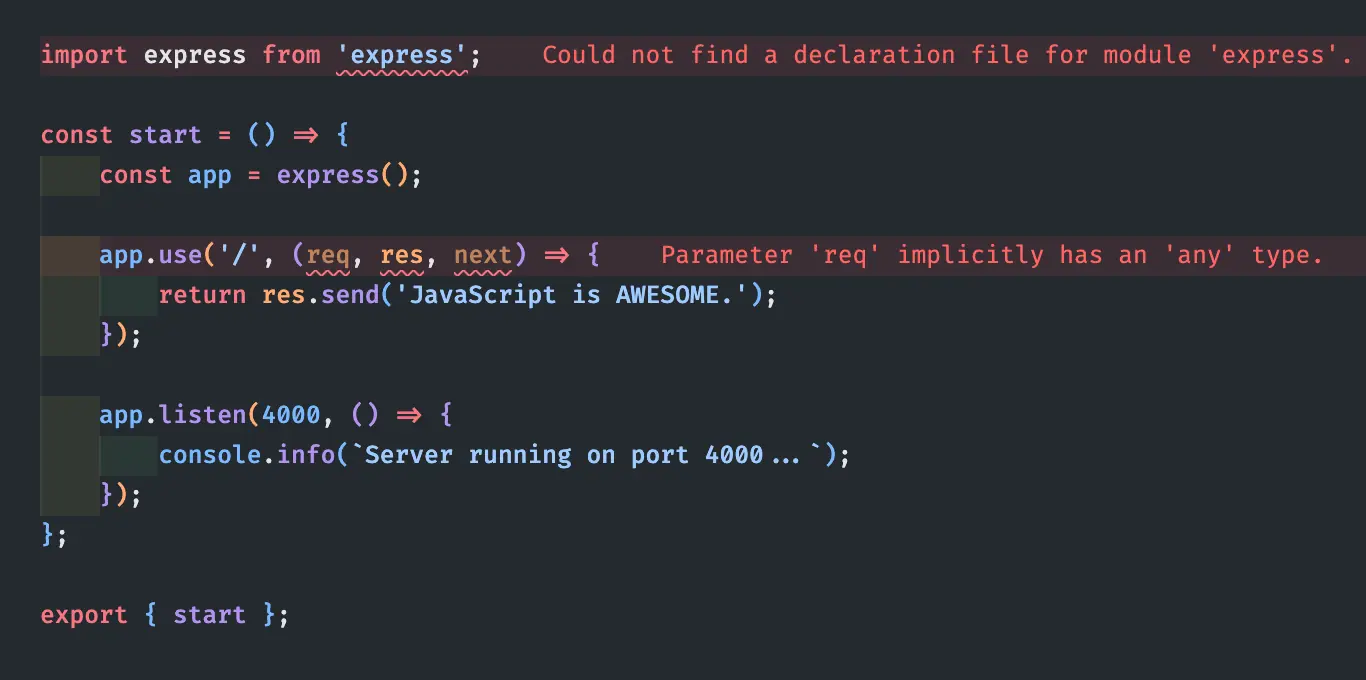 import express from 'express'; Could not find a declaration file for module 'express'.
const start = () => {
const app = express();
app.use('/', (req, res, next) => { Parameter 'req' implicitly has an 'any' type.
return res.send('JavaScript is AWESOME.');
});
app.listen(4000, () => {
console.info(`Server running on port 4000...`);
});
};
export { start };